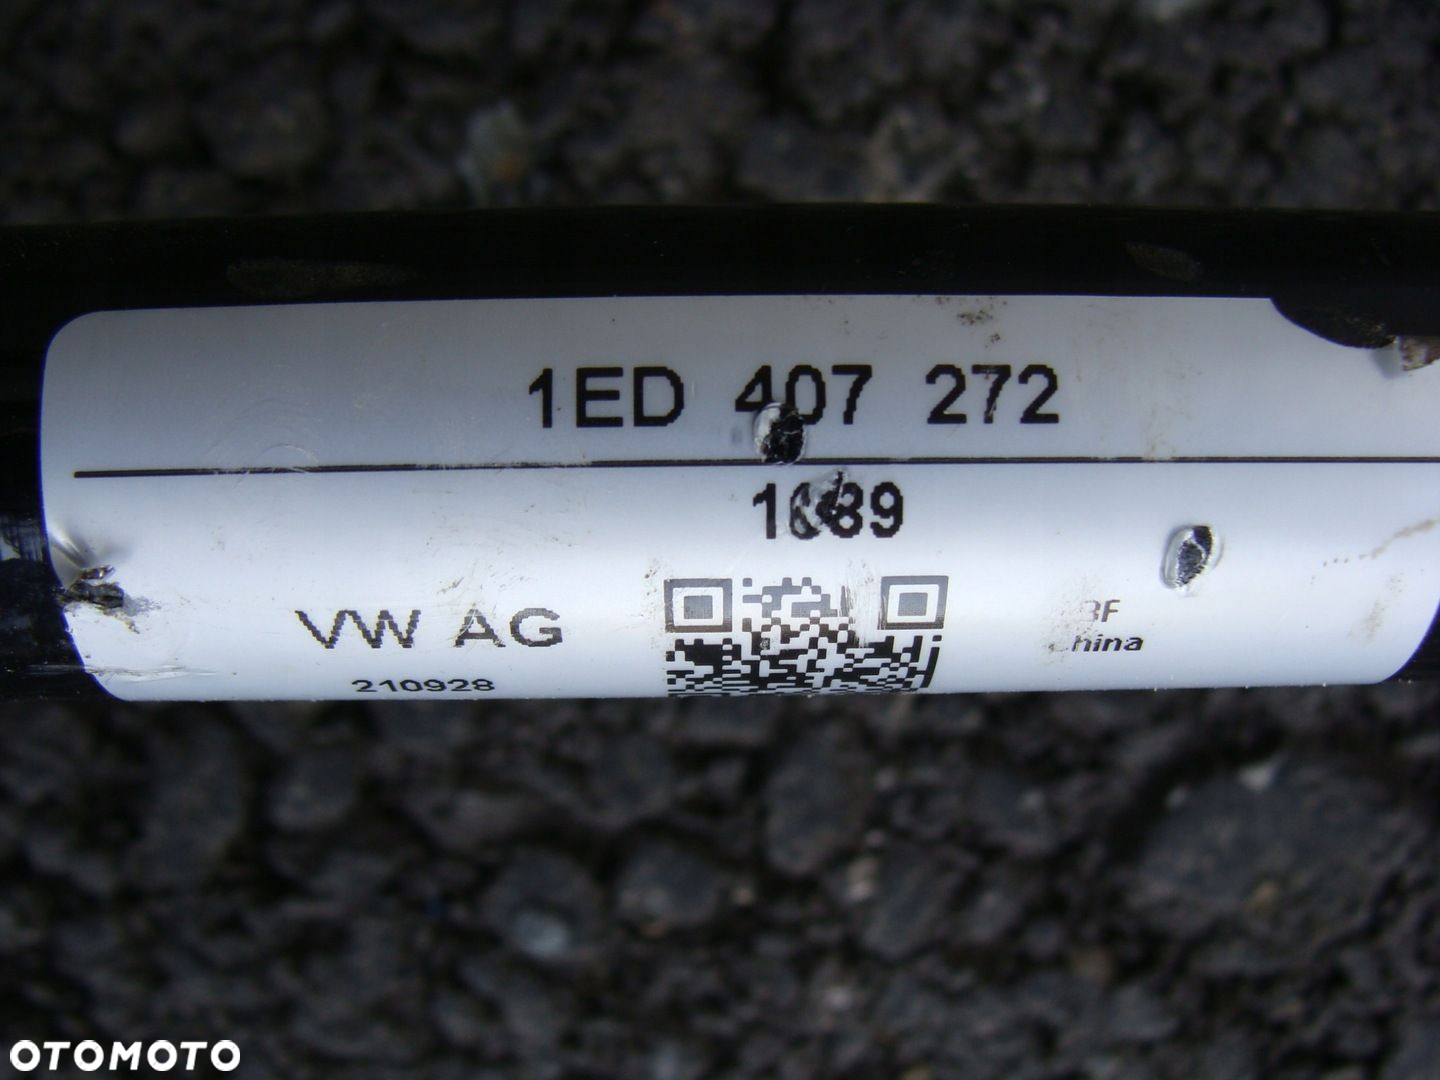 1ED 407 272
VW AG
210928
OTOMOTO